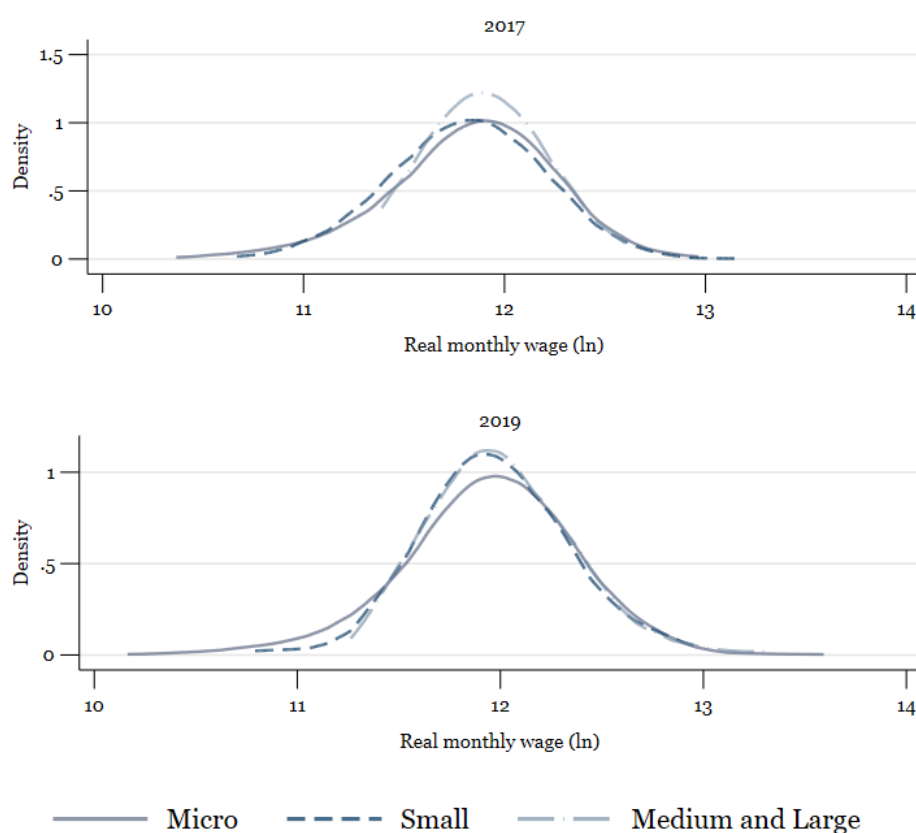 2017
1.5
1
.5
0
Density
10 11 12 13 14
Real monthly wage (ln)
2019
1
.5
0
Density
10 11 12 13 14
Real monthly wage (ln)
Micro Small Medium and Large